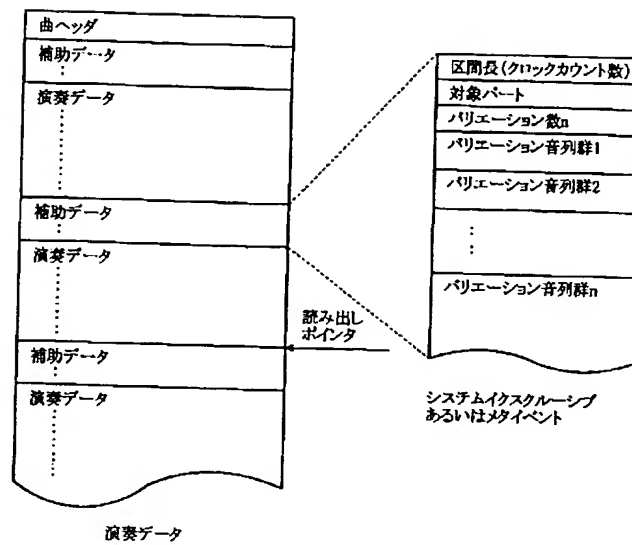 曲ヘッダ
補助データ
演奏データ
補助データ
演奏データ
補助データ
演奏データ
演奏データ
読み出し
ポインタ
区間長(クロックカウント数)
対象パート
バリエーション数n
バリエーション音列群1
バリエーション音列群2
バリエーション音列群n
システムイクスクルーシブ
あるいはメタイベント